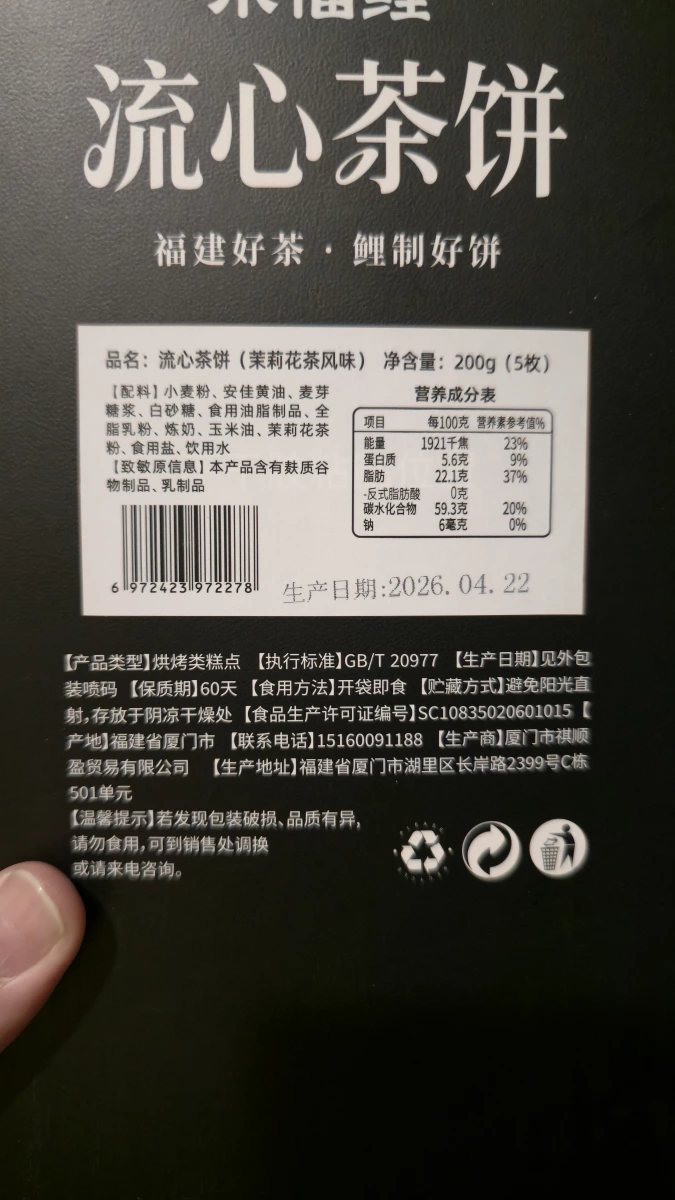 福鲤
流心茶饼
福建好茶·鲤制好饼
品名：流心茶饼（茉莉花茶风味） 净含量：200g（5枚）
【配料】小麦粉、安佳黄油、麦芽
糖浆、白砂糖、食用油脂制品、全
脂乳粉、炼奶、玉米油、茉莉花茶
粉、食用盐、饮用水
【致敏原信息】本产品含有麸质谷
物制品、乳制品
营养成分表
项目 每100克 营养素参考值%
能量 1921千焦 23%
蛋白质 5.6克 9%
脂肪 22.1克 37%
-反式脂肪酸 0克
碳水化合物 59.3克 20%
钠 6毫克 0%
6 972423 972278
生产日期:2026.04.22
【产品类型】烘烤类糕点 【执行标准】GB/T 20977 【生产日期】见外包
装喷码 【保质期】60天 【食用方法】开袋即食 【贮藏方式】避免阳光直
射,存放于阴凉干燥处 【食品生产许可证编号】SC10835020601015 【
产地】福建省厦门市 【联系电话】15160091188 【生产商】厦门市祺顺
盈贸易有限公司 【生产地址】福建省厦门市湖里区长岸路2399号C栋
501单元
【温馨提示】若发现包装破损、品质有异,
请勿食用,可到销售处调换
或请来电咨询。